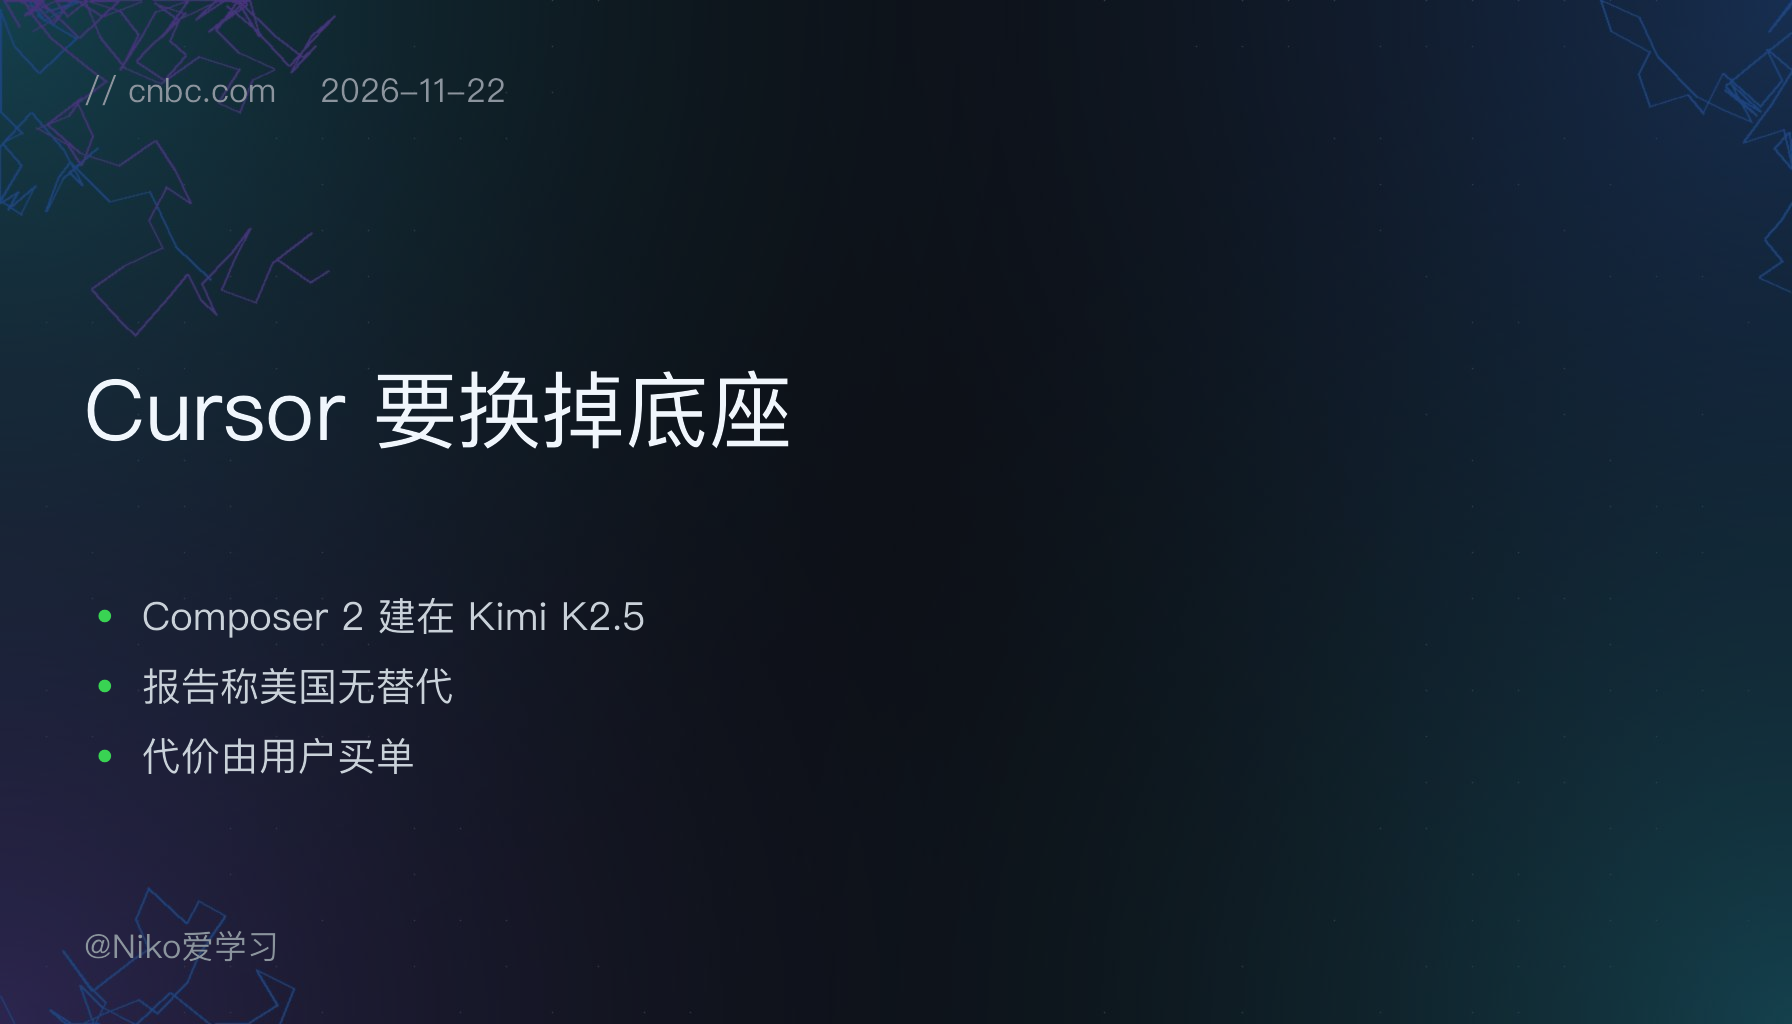 // cnbc.com 2026-11-22
Cursor 要换掉底座
• Composer 2 建在 Kimi K2.5
• 报告称美国无替代
• 代价由用户买单
@Niko爱学习